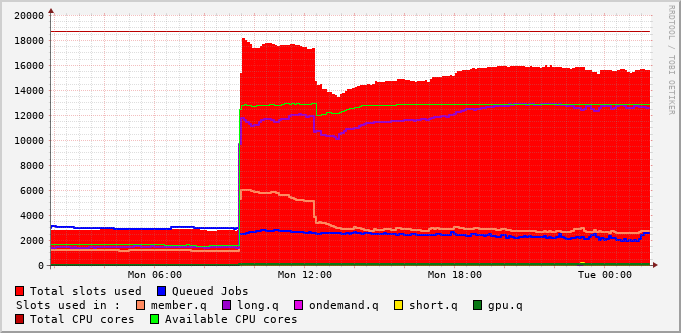 20000
18000
16000
14000
12000
10000
8000
6000
4000
2000
0
Mon 06:00 Mon 12:00 Mon 18:00 Tue 00:00
Total slots used Queued Jobs
Slots used in : member.q long.q ondemand.q short.q gpu.q
Total CPU cores Available CPU cores
RRDTOOL / TOBI OETIKER